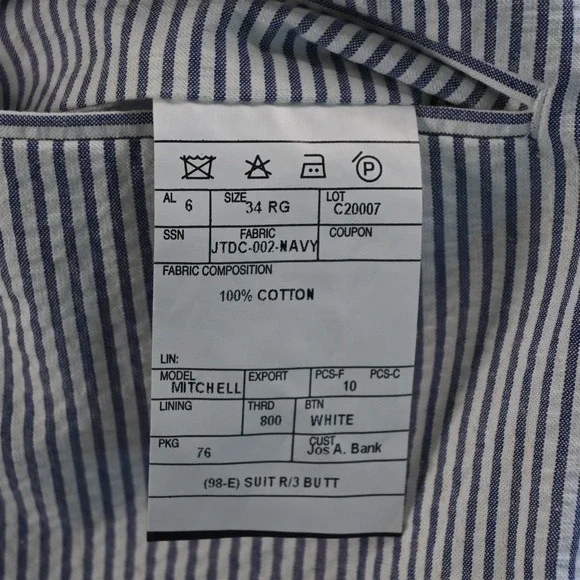 P
AL 6 SIZE 34 RG LOT C20007
SSN FABRIC JTDC-002-NAVY COUPON
FABRIC COMPOSITION
100% COTTON
LIN:
MODEL MITCHELL EXPORT PCS-F 10 PCS-C
LINING THRD 800 BTN WHITE
PKG 76 CUST Jos A. Bank
(98-E) SUIT R/3 BUTT